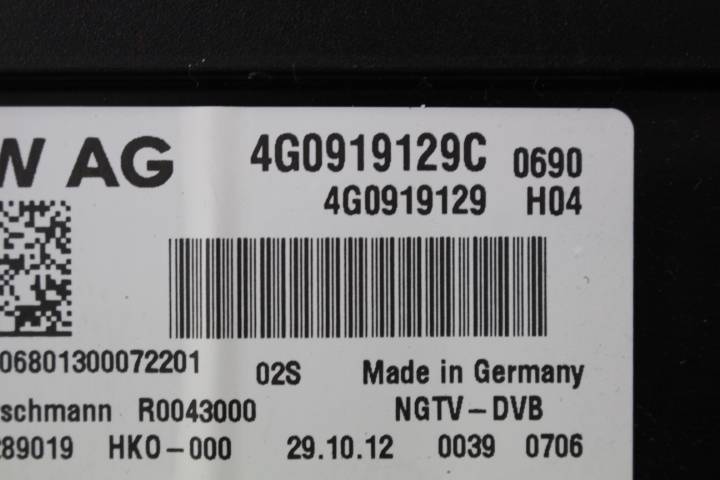 W AG 4G0919129C 0690
4G0919129 H04
06801300072201 02S Made in Germany
schmann R0043000 NGTV-DVB
289019 HKO-000 29.10.12 0039 0706